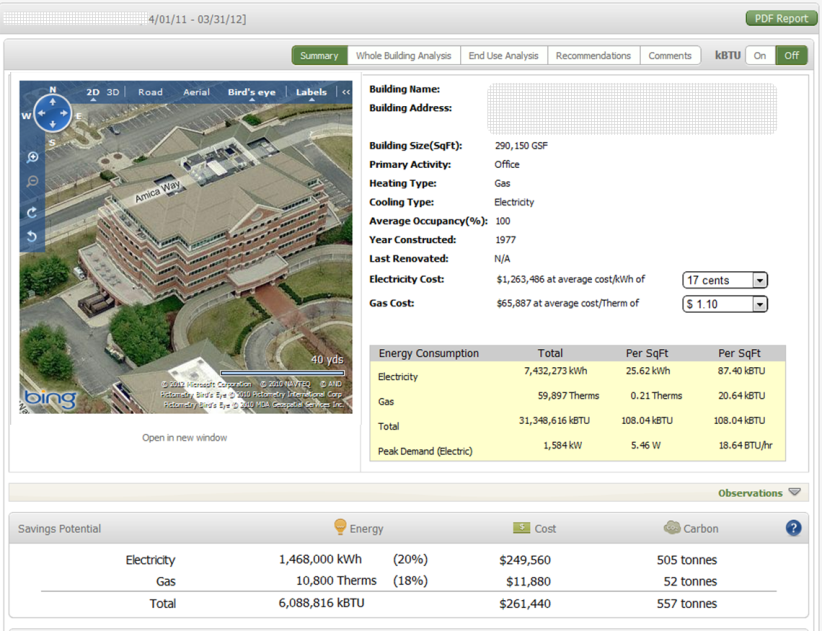 4/01/11 - 03/31/12]
PDF Report
Summary Whole Building Analysis End Use Analysis Recommendations Comments kBTU On Off
N 2D 3D Road Aerial Bird's eye Labels <<
W E
S
Amica Way
40 yds
© 2012 Microsoft Corporation © 2010 NAVTEQ © AND
Pictometry Bird's Eye © 2010 Pictometry International Corp
Pictometry Bird's Eye © 2010 MDA Geospatial Services Inc.
bing
Open in new window
Building Name:
Building Address:
Building Size(SqFt): 290,150 GSF
Primary Activity: Office
Heating Type: Gas
Cooling Type: Electricity
Average Occupancy(%): 100
Year Constructed: 1977
Last Renovated: N/A
Electricity Cost: $1,263,486 at average cost/kWh of 17 cents
Gas Cost: $65,887 at average cost/Therm of $ 1.10
Energy Consumption Total Per SqFt Per SqFt
Electricity 7,432,273 kWh 25.62 kWh 87.40 kBTU
Gas 59,897 Therms 0.21 Therms 20.64 kBTU
Total 31,348,616 kBTU 108.04 kBTU 108.04 kBTU
Peak Demand (Electric) 1,584 kW 5.46 W 18.64 BTU/hr
Observations
Savings Potential Energy $ Cost Carbon ?
Electricity 1,468,000 kWh (20%) $249,560 505 tonnes
Gas 10,800 Therms (18%) $11,880 52 tonnes
Total 6,088,816 kBTU $261,440 557 tonnes